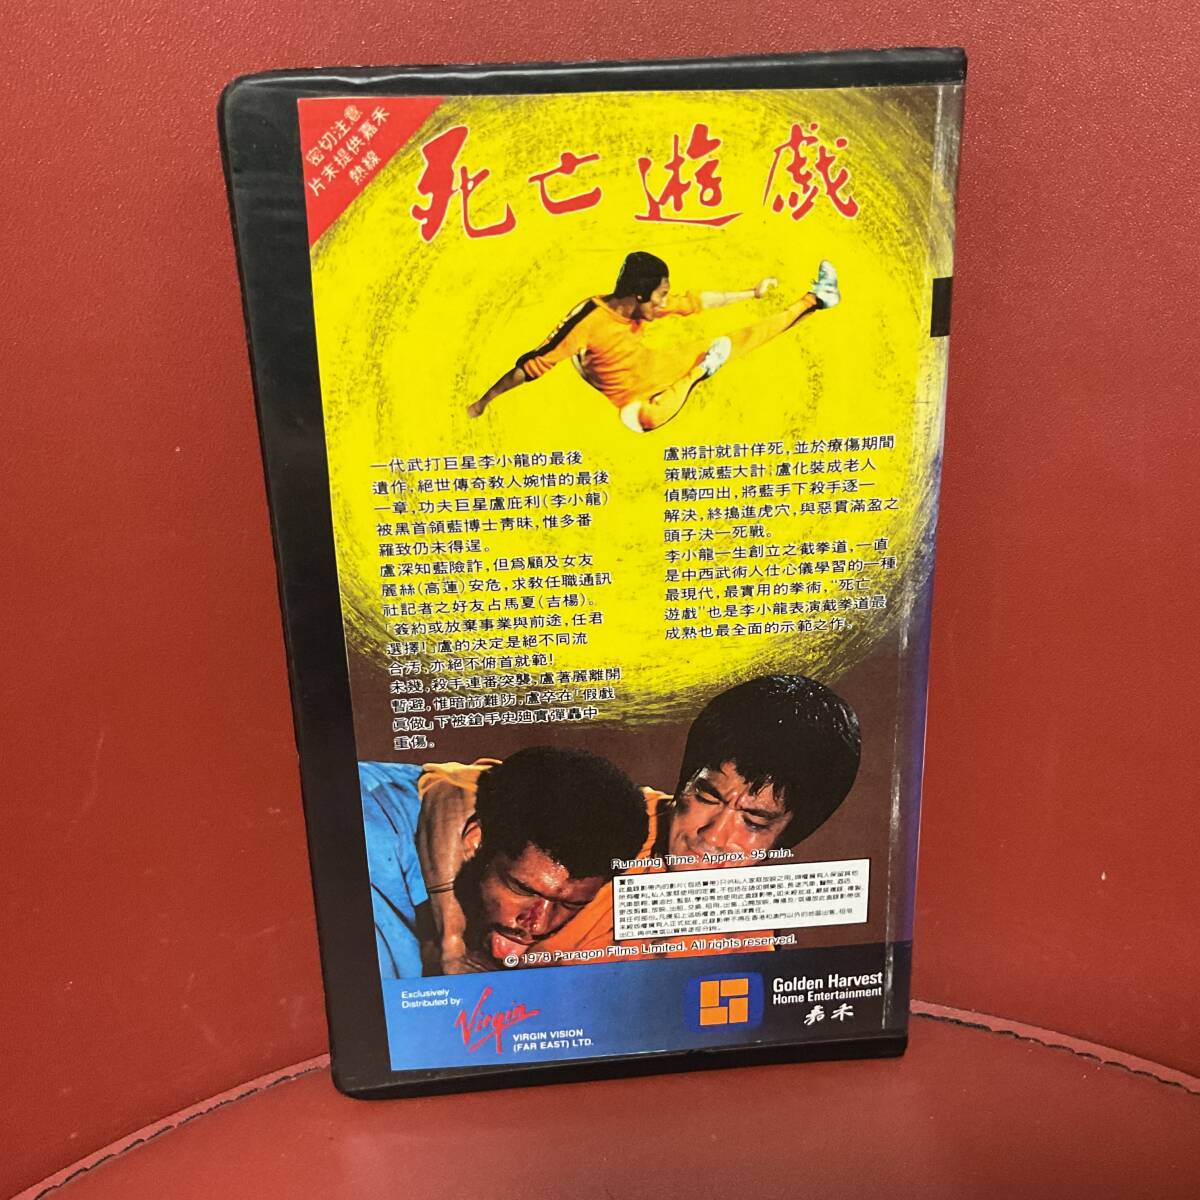 密切注意
片末提供嘉禾
熱線
死亡遊戲
一代武打巨星李小龍的最後
遺作,絕世傳奇教人婉惜的最後
一章,功夫巨星盧庇利(李小龍)
被黑首領藍博士靑昧,惟多番
羅致仍未得逞。
盧深知藍險詐,但爲顧及女友
麗絲(高蓮)安危,求敎任職通訊
社記者之好友占馬夏(吉楊)。
「簽約或放棄事業與前途,任君
選擇!」盧的決定是絕不同流
合汚,亦絕不俯首就範!
未幾,殺手連番突襲,盧著麗離開
暫避,惟暗箭難防,盧卒在「假戲
眞做」下被鎗手史廸實彈轟中
重傷。
盧將計就計佯死,並於療傷期間
策戰滅藍大計;盧化裝成老人
偵騎四出,將藍手下殺手逐一
解決,終搗進虎穴,與惡貫滿盈之
頭子決一死戰。
李小龍一生創立之截拳道,一直
是中西武術人仕心儀學習的一種
最現代,最實用的拳術,"死亡
遊戲"也是李小龍表演截拳道最
成熟也最全面的示範之作。
Running Time: Approx. 95 min.
警告
© 1978 Paragon Films Limited. All rights reserved.
Exclusively
Distributed by:
Virgin
VIRGIN VISION
(FAR EAST) LTD.
Golden Harvest
Home Entertainment
嘉禾